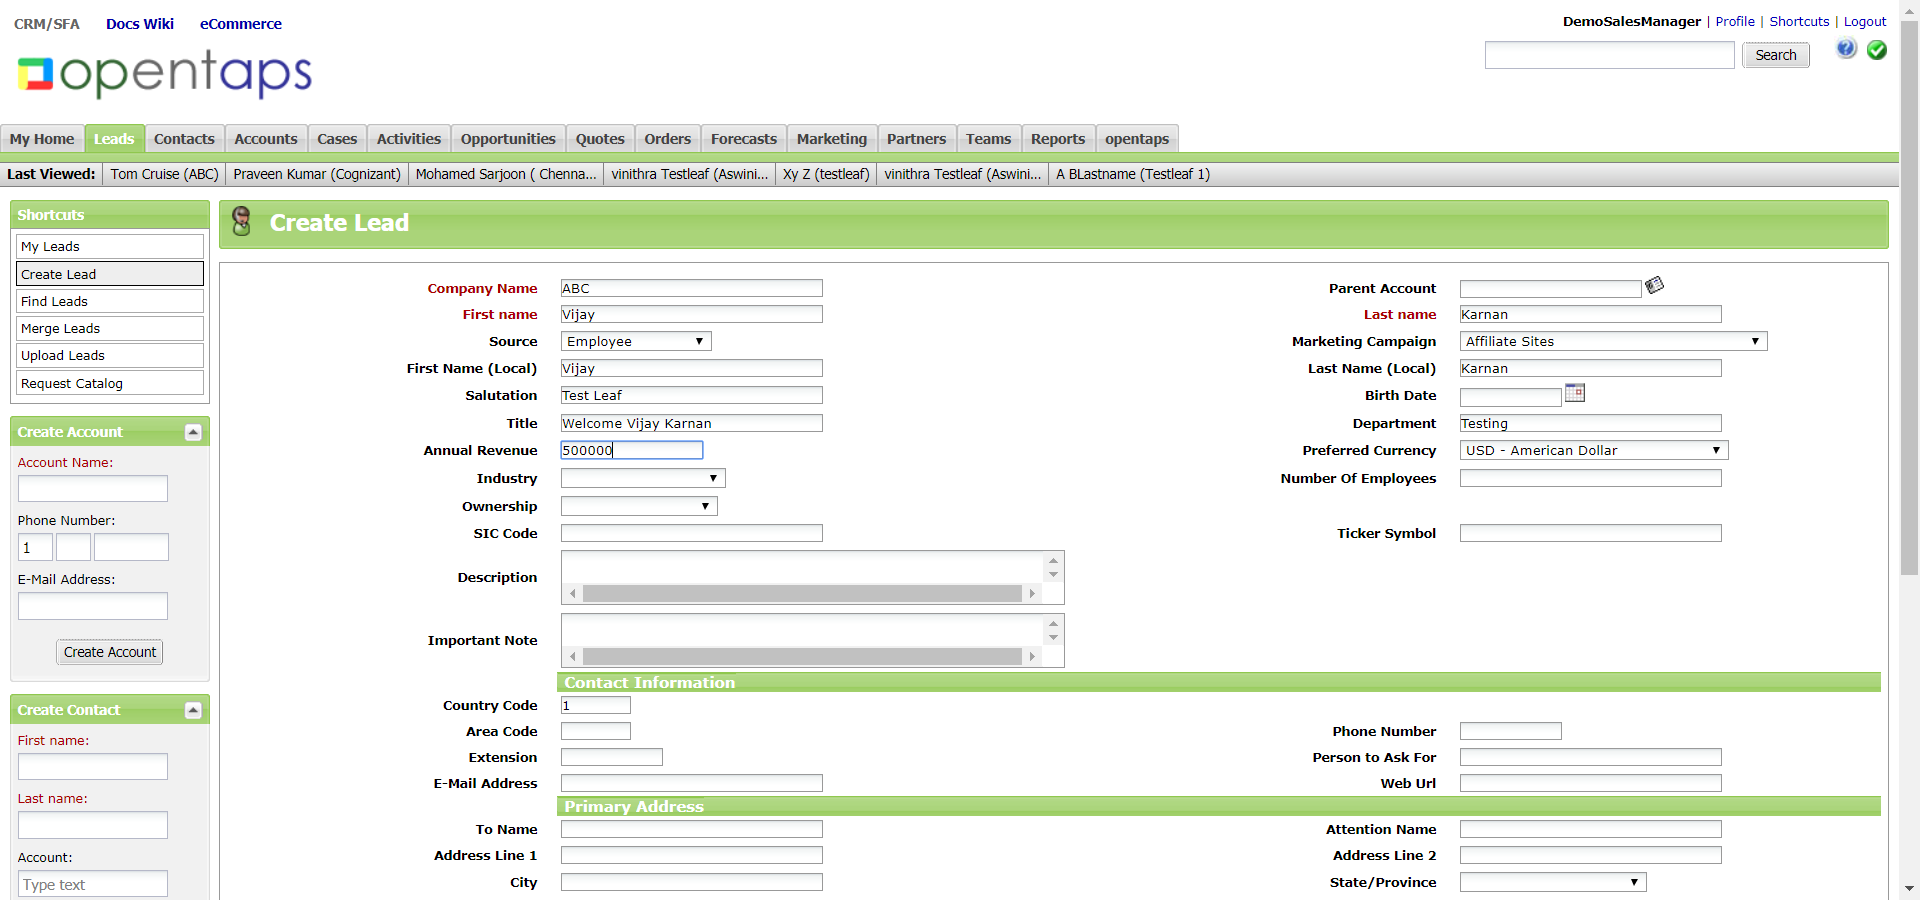 CRM/SFA Docs Wiki eCommerce
DemoSalesManager | Profile | Shortcuts | Logout
opentaps
Search
My Home Leads Contacts Accounts Cases Activities Opportunities Quotes Orders Forecasts Marketing Partners Teams Reports opentaps
Last Viewed: Tom Cruise (ABC) Praveen Kumar (Cognizant) Mohamed Sarjoon ( Chenna... vinithra Testleaf (Aswini... Xy Z (testleaf) vinithra Testleaf (Aswini... A BLastname (Testleaf 1)
Shortcuts
My Leads
Create Lead
Find Leads
Merge Leads
Upload Leads
Request Catalog
Create Account
Account Name:
Phone Number:
1
E-Mail Address:
Create Account
Create Contact
First name:
Last name:
Account:
Type text
Create Lead
Company Name ABC Parent Account
First name Vijay Last name Karnan
Source Employee Marketing Campaign Affiliate Sites
First Name (Local) Vijay Last Name (Local) Karnan
Salutation Test Leaf Birth Date
Title Welcome Vijay Karnan Department Testing
Annual Revenue 500000 Preferred Currency USD - American Dollar
Industry Number Of Employees
Ownership
SIC Code Ticker Symbol
Description
Important Note
Contact Information
Country Code 1
Area Code Phone Number
Extension Person to Ask For
E-Mail Address Web Url
Primary Address
To Name Attention Name
Address Line 1 Address Line 2
City State/Province